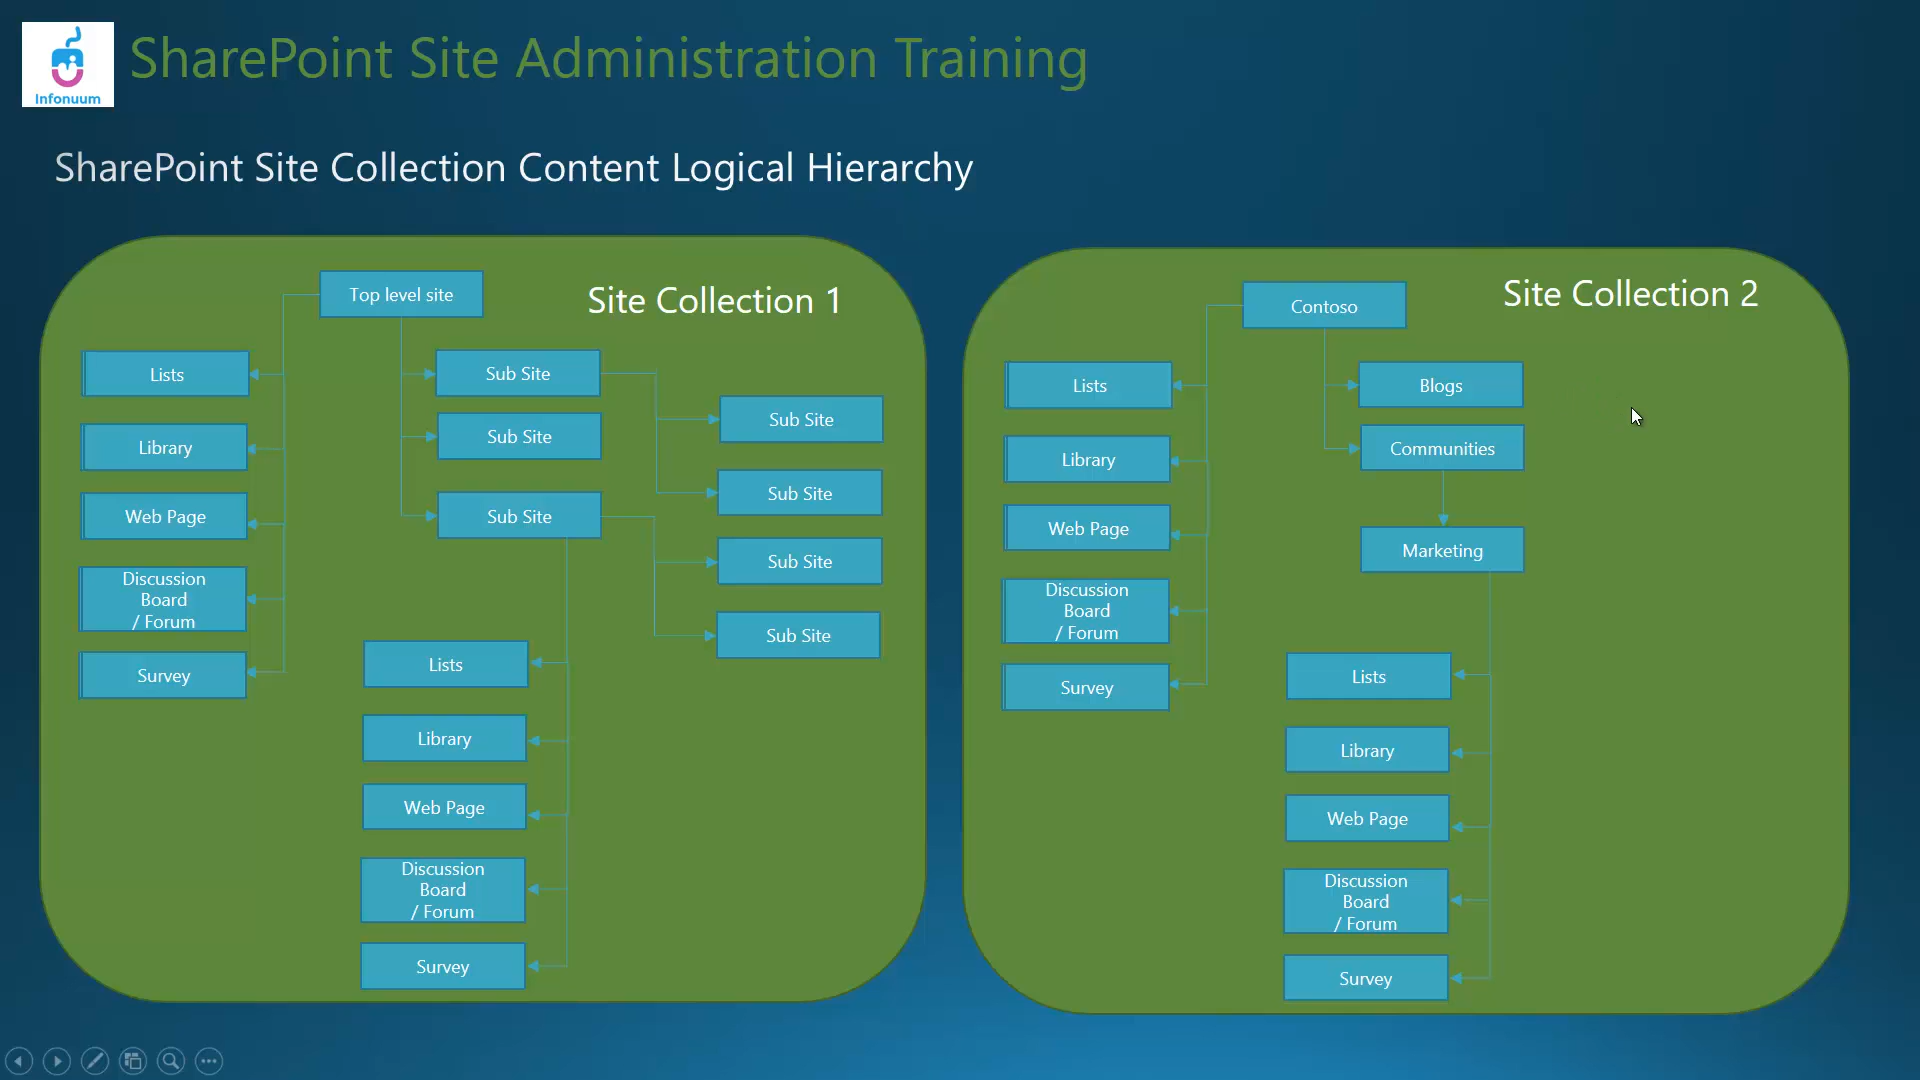 Infonuum
SharePoint Site Administration Training
SharePoint Site Collection Content Logical Hierarchy
Site Collection 1
Top level site
Lists
Library
Web Page
Discussion
Board
/ Forum
Survey
Sub Site
Sub Site
Sub Site
Sub Site
Sub Site
Sub Site
Sub Site
Lists
Library
Web Page
Discussion
Board
/ Forum
Survey
Site Collection 2
Contoso
Lists
Library
Web Page
Discussion
Board
/ Forum
Survey
Blogs
Communities
Marketing
Lists
Library
Web Page
Discussion
Board
/ Forum
Survey